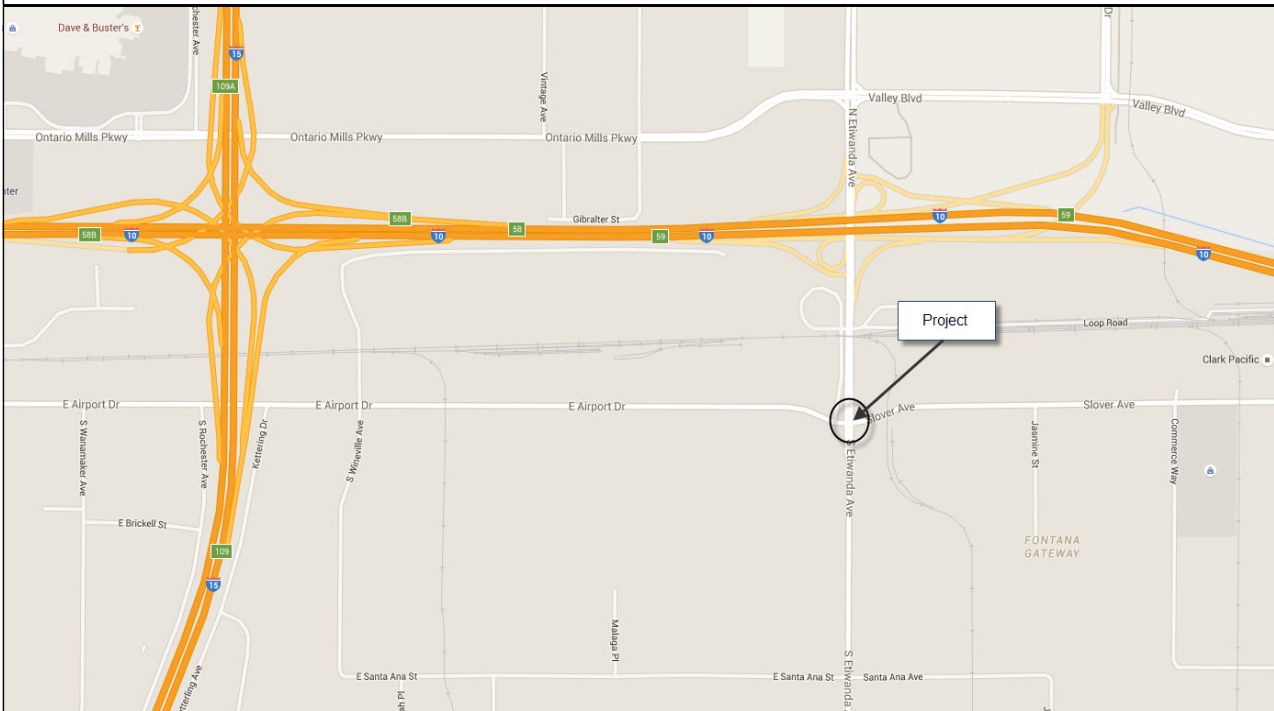 Dave & Buster's
Rochester Ave
15
109A
Vintage Ave
Dr
Valley Blvd
Valley Blvd
N Etiwanda Ave
Ontario Mills Pkwy
Ontario Mills Pkwy
Ontario Mills Pkwy
Gibralter St
58B
10
58B
10
58
59
10
10
59
10
Project
Loop Road
Clark Pacific
E Airport Dr
E Airport Dr
E Airport Dr
Slover Ave
Slover Ave
S Wanamaker Ave
S Rochester Ave
Kettering Dr
S Wineville Ave
S Etiwanda Ave
Jasmine St
Commerce Way
E Brickell St
109
15
FONTANA
GATEWAY
Malaga Pl
E Santa Ana St
E Santa Ana St
Santa Ana Ave
S Etiwanda